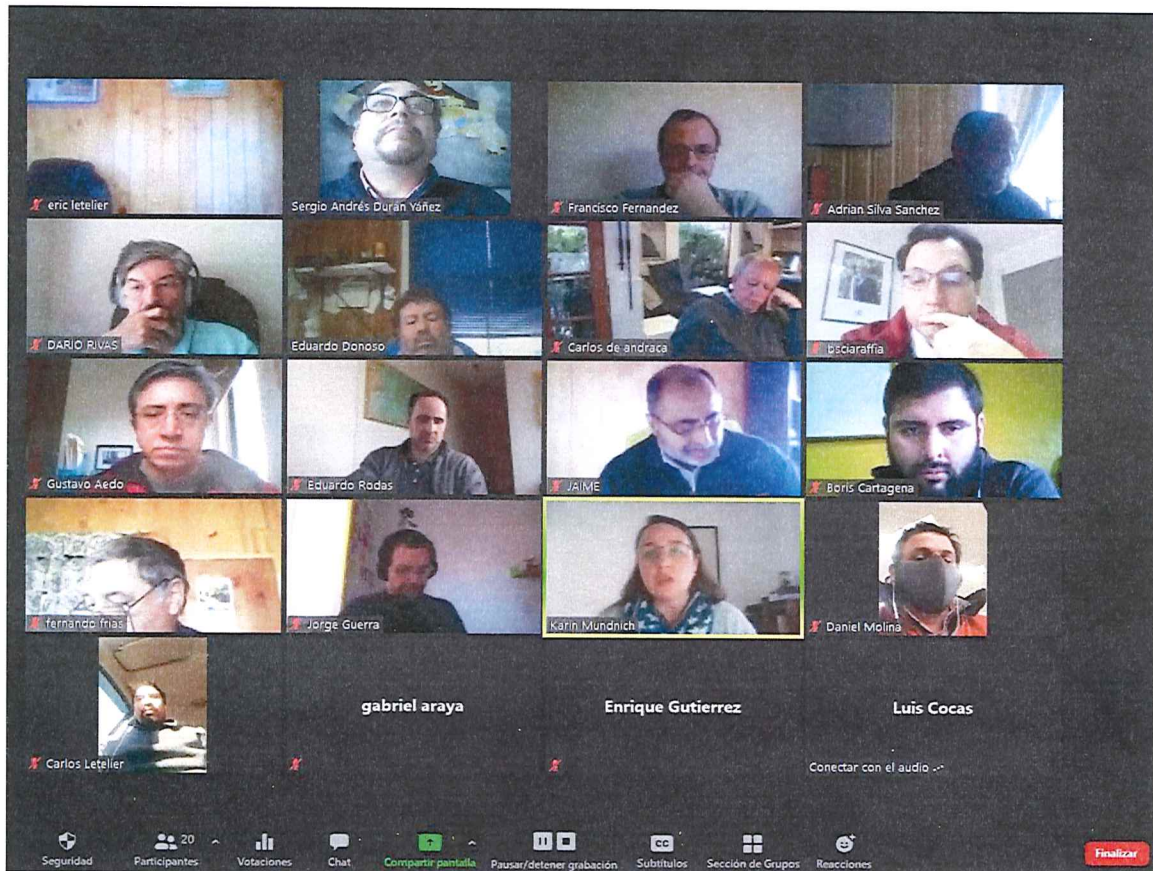 eric letelier
Sergio Andrés Durán Yáñez
Francisco Fernandez
Adrian Silva Sanchez
DARIO RIVAS
Eduardo Donoso
Carlos de andraca
bsciaraffia
Gustavo Aedo
Eduardo Rodas
JAIME
Boris Cartagena
fernando frias
Jorge Guerra
Karin Mundnich
Daniel Molina
Carlos Letelier
gabriel araya
Enrique Gutierrez
Luis Cocas
Conectar con el audio
20
CC
Seguridad
Participantes
Votaciones
Chat
Compartir pantalla
Pausar/detener grabación
Subtítulos
Sección de Grupos
Reacciones
Finalizar